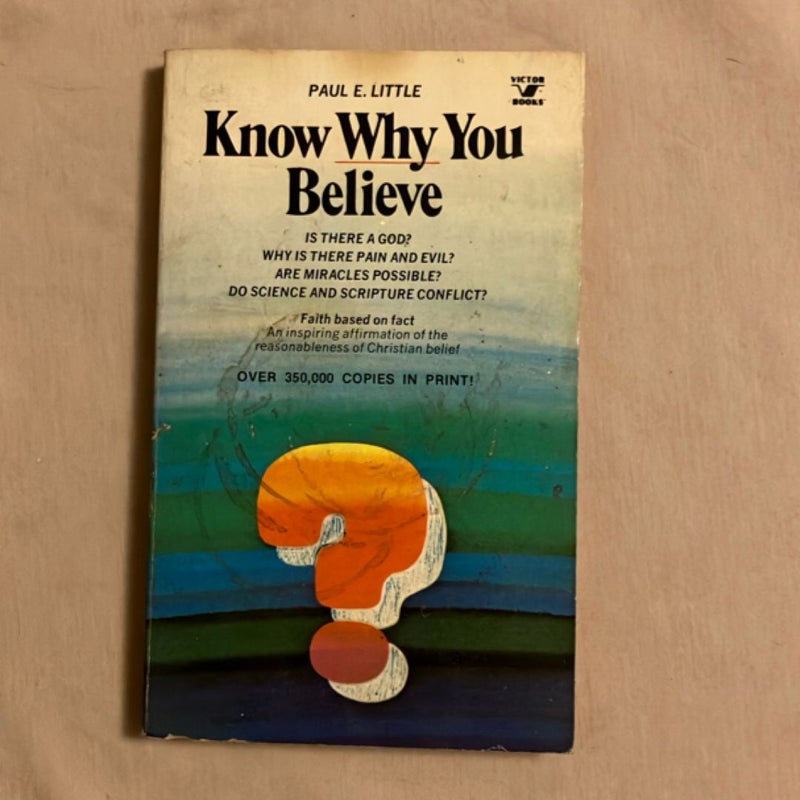 PAUL E. LITTLE
VICTOR
BOOKS
Know Why You
Believe
IS THERE A GOD?
WHY IS THERE PAIN AND EVIL?
ARE MIRACLES POSSIBLE?
DO SCIENCE AND SCRIPTURE CONFLICT?
Faith based on fact
An inspiring affirmation of the
reasonableness of Christian belief
OVER 350,000 COPIES IN PRINT!